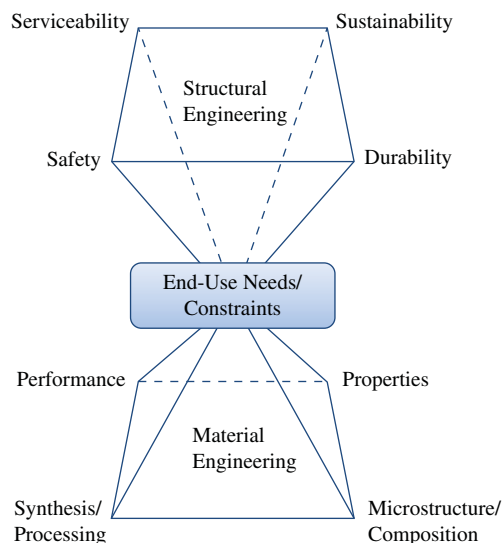 Serviceability
Sustainability
Structural
Engineering
Safety
Durability
End-Use Needs/
Constraints
Performance
Properties
Material
Engineering
Synthesis/
Processing
Microstructure/
Composition